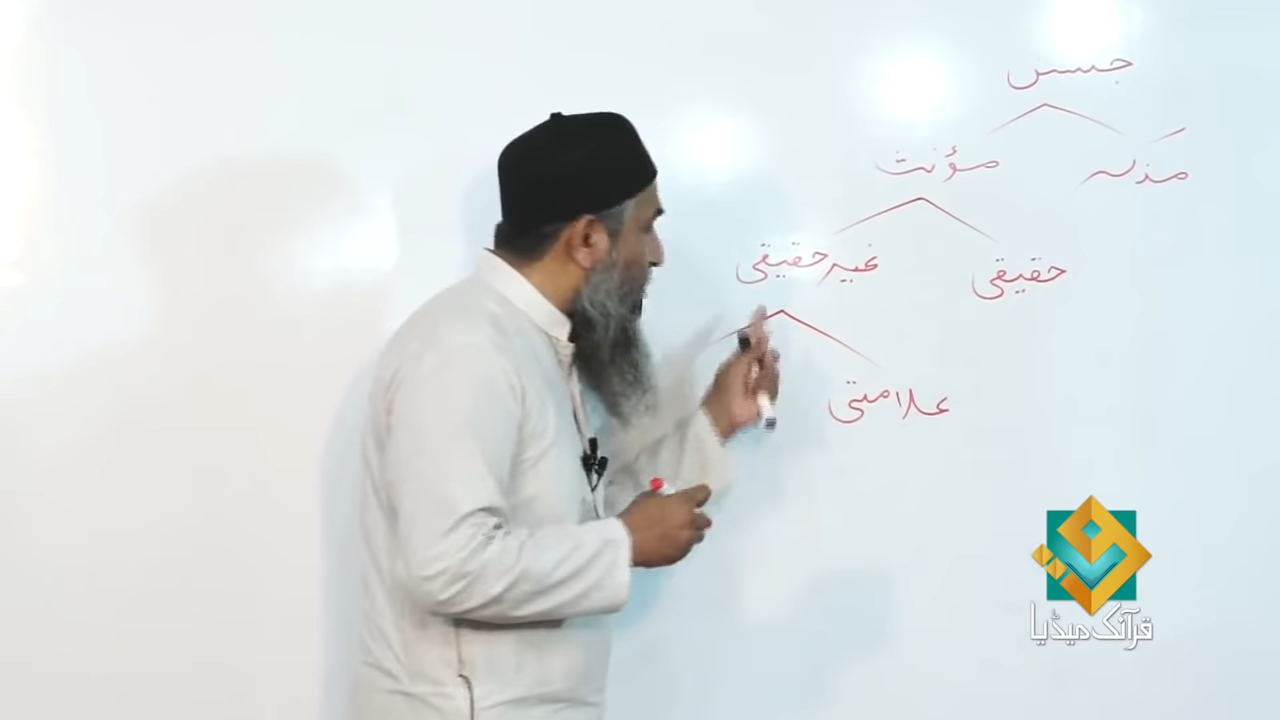 جنس
مذکر مؤنث
حقیقی غیر حقیقی
علامتی
قرآنک میڈیا